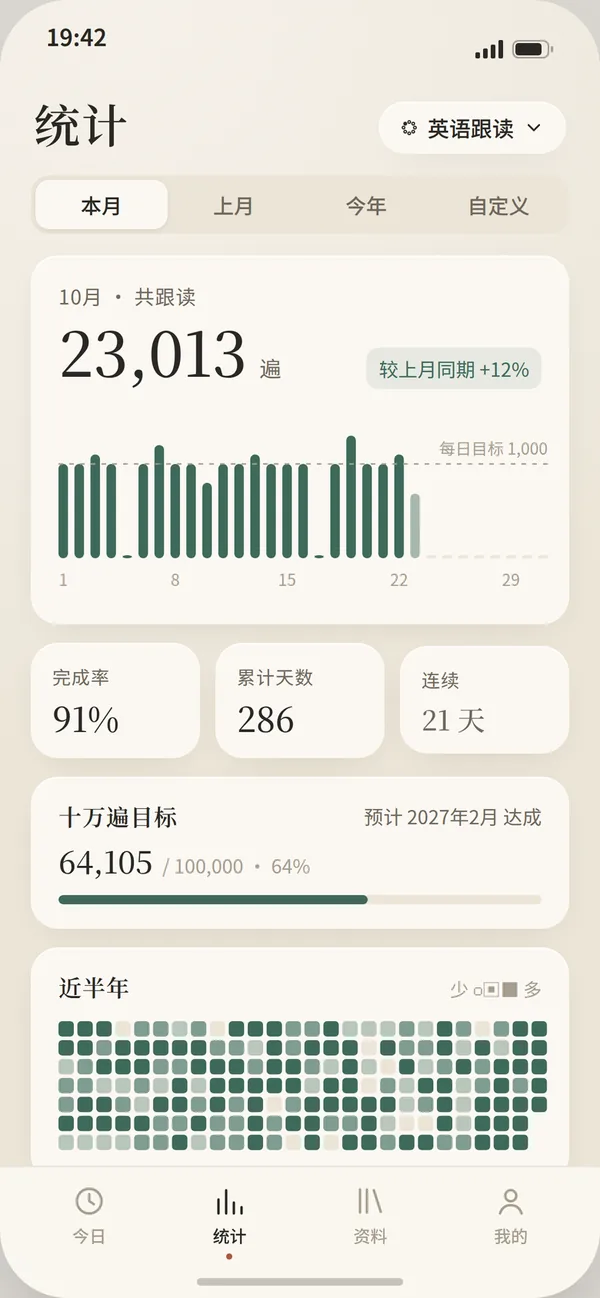 19:42
统计
英语跟读
本月 上月 今年 自定义
10月 · 共跟读
23,013 遍
较上月同期 +12%
每日目标 1,000
1 8 15 22 29
完成率
91%
累计天数
286
连续
21 天
十万遍目标
预计 2027年2月 达成
64,105 / 100,000 · 64%
近半年
少 多
今日 统计 资料 我的